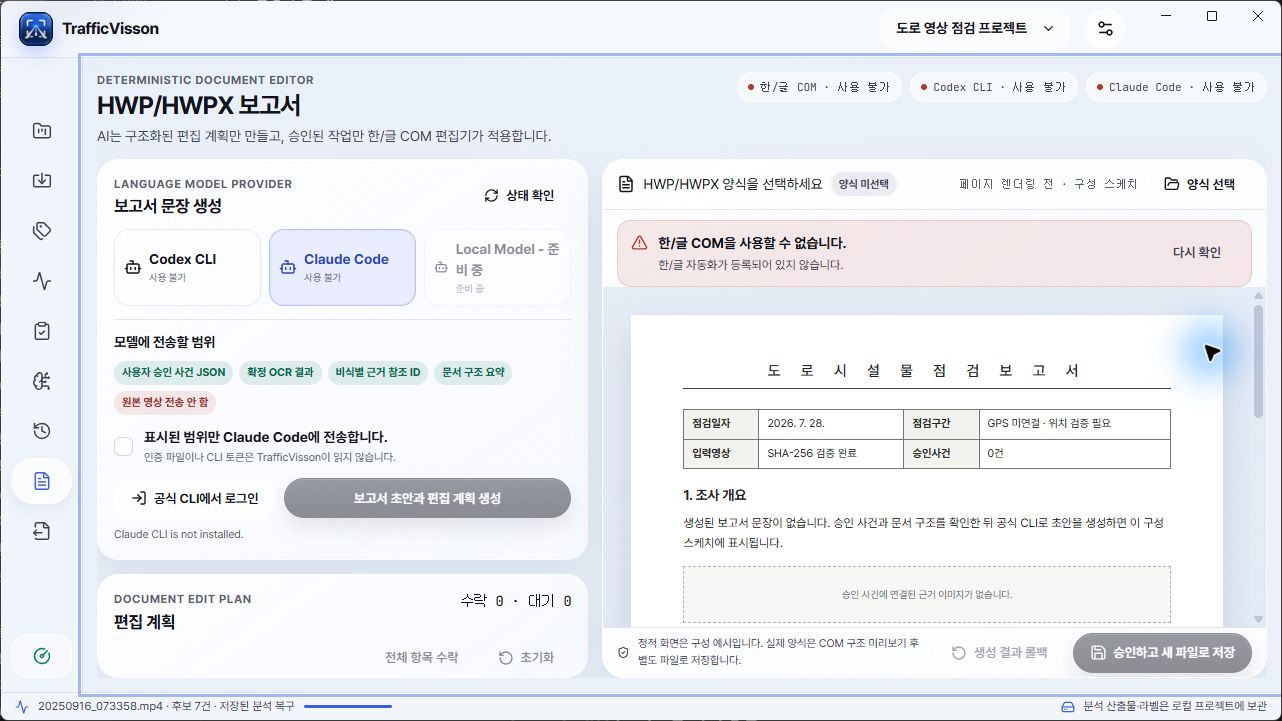 TrafficVisson
도로 영상 점검 프로젝트
DETERMINISTIC DOCUMENT EDITOR
HWP/HWPX 보고서
AI는 구조화된 편집 계획만 만들고, 승인된 작업만 한/글 COM 편집기가 적용합니다.
한/글 COM · 사용 불가
Codex CLI · 사용 불가
Claude Code · 사용 불가
LANGUAGE MODEL PROVIDER
보고서 문장 생성
상태 확인
Codex CLI
사용 불가
Claude Code
사용 불가
Local Model - 준
비 중
준비 중
모델에 전송할 범위
사용자 승인 사건 JSON
확정 OCR 결과
비식별 근거 참조 ID
문서 구조 요약
원본 영상 전송 안 함
표시된 범위만 Claude Code에 전송합니다.
인증 파일이나 CLI 토큰은 TrafficVisson이 읽지 않습니다.
공식 CLI에서 로그인
보고서 초안과 편집 계획 생성
Claude CLI is not installed.
DOCUMENT EDIT PLAN
편집 계획
수락 0 · 대기 0
전체 항목 수락
초기화
HWP/HWPX 양식을 선택하세요
양식 미선택
페이지 렌더링 전 · 구성 스케치
양식 선택
한/글 COM을 사용할 수 없습니다.
한/글 자동화가 등록되어 있지 않습니다.
다시 확인
도 로 시 설 물 점 검 보 고 서
점검일자
2026. 7. 28.
점검구간
GPS 미연결 · 위치 검증 필요
입력영상
SHA-256 검증 완료
승인사건
0건
1. 조사 개요
생성된 보고서 문장이 없습니다. 승인 사건과 문서 구조를 확인한 뒤 공식 CLI로 초안을 생성하면 이 구성
스케치에 표시됩니다.
승인 사건에 연결된 근거 이미지가 없습니다.
정적 화면은 구성 예시입니다. 실제 양식은 COM 구조 미리보기 후
별도 파일로 저장합니다.
생성 결과 롤백
승인하고 새 파일로 저장
20250916_073358.mp4 · 후보 7건 · 저장된 분석 복구
분석 산출물·라벨은 로컬 프로젝트에 보관